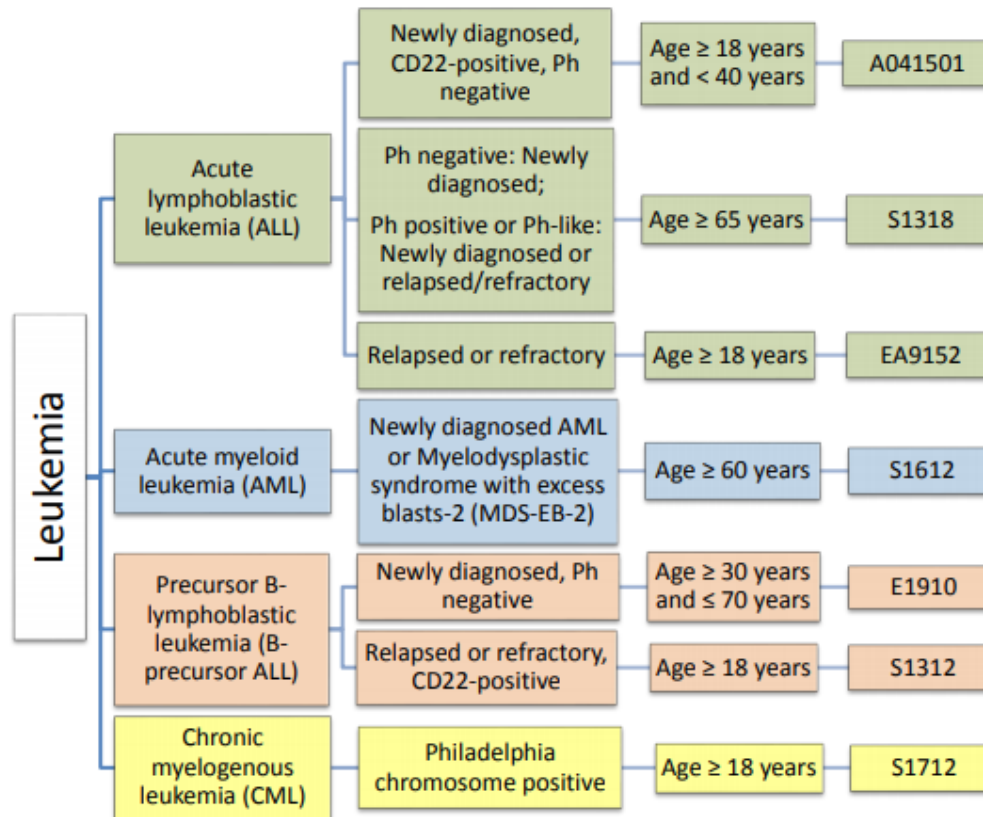 Leukemia
Acute
lymphoblastic
leukemia (ALL)
Newly diagnosed,
CD22-positive, Ph
negative
Age ≥ 18 years
and < 40 years
A041501
Ph negative: Newly
diagnosed;
Ph positive or Ph-like:
Newly diagnosed or
relapsed/refractory
Age ≥ 65 years
S1318
Relapsed or refractory
Age ≥ 18 years
EA9152
Acute myeloid
leukemia (AML)
Newly diagnosed AML
or Myelodysplastic
syndrome with excess
blasts-2 (MDS-EB-2)
Age ≥ 60 years
S1612
Precursor B-
lymphoblastic
leukemia (B-
precursor ALL)
Newly diagnosed, Ph
negative
Age ≥ 30 years
and ≤ 70 years
E1910
Relapsed or refractory,
CD22-positive
Age ≥ 18 years
S1312
Chronic
myelogenous
leukemia (CML)
Philadelphia
chromosome positive
Age ≥ 18 years
S1712